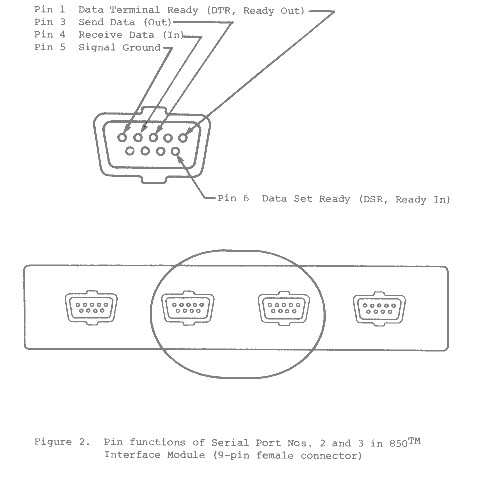 Pin 1 Data Terminal Ready (DTR, Ready Out)
Pin 3 Send Data (Out)
Pin 4 Receive Data (In)
Pin 5 Signal Ground
Pin 6 Data Set Ready (DSR, Ready In)
Figure 2. Pin functions of Serial Port Nos. 2 and 3 in 850TM
Interface Module (9-pin female connector)